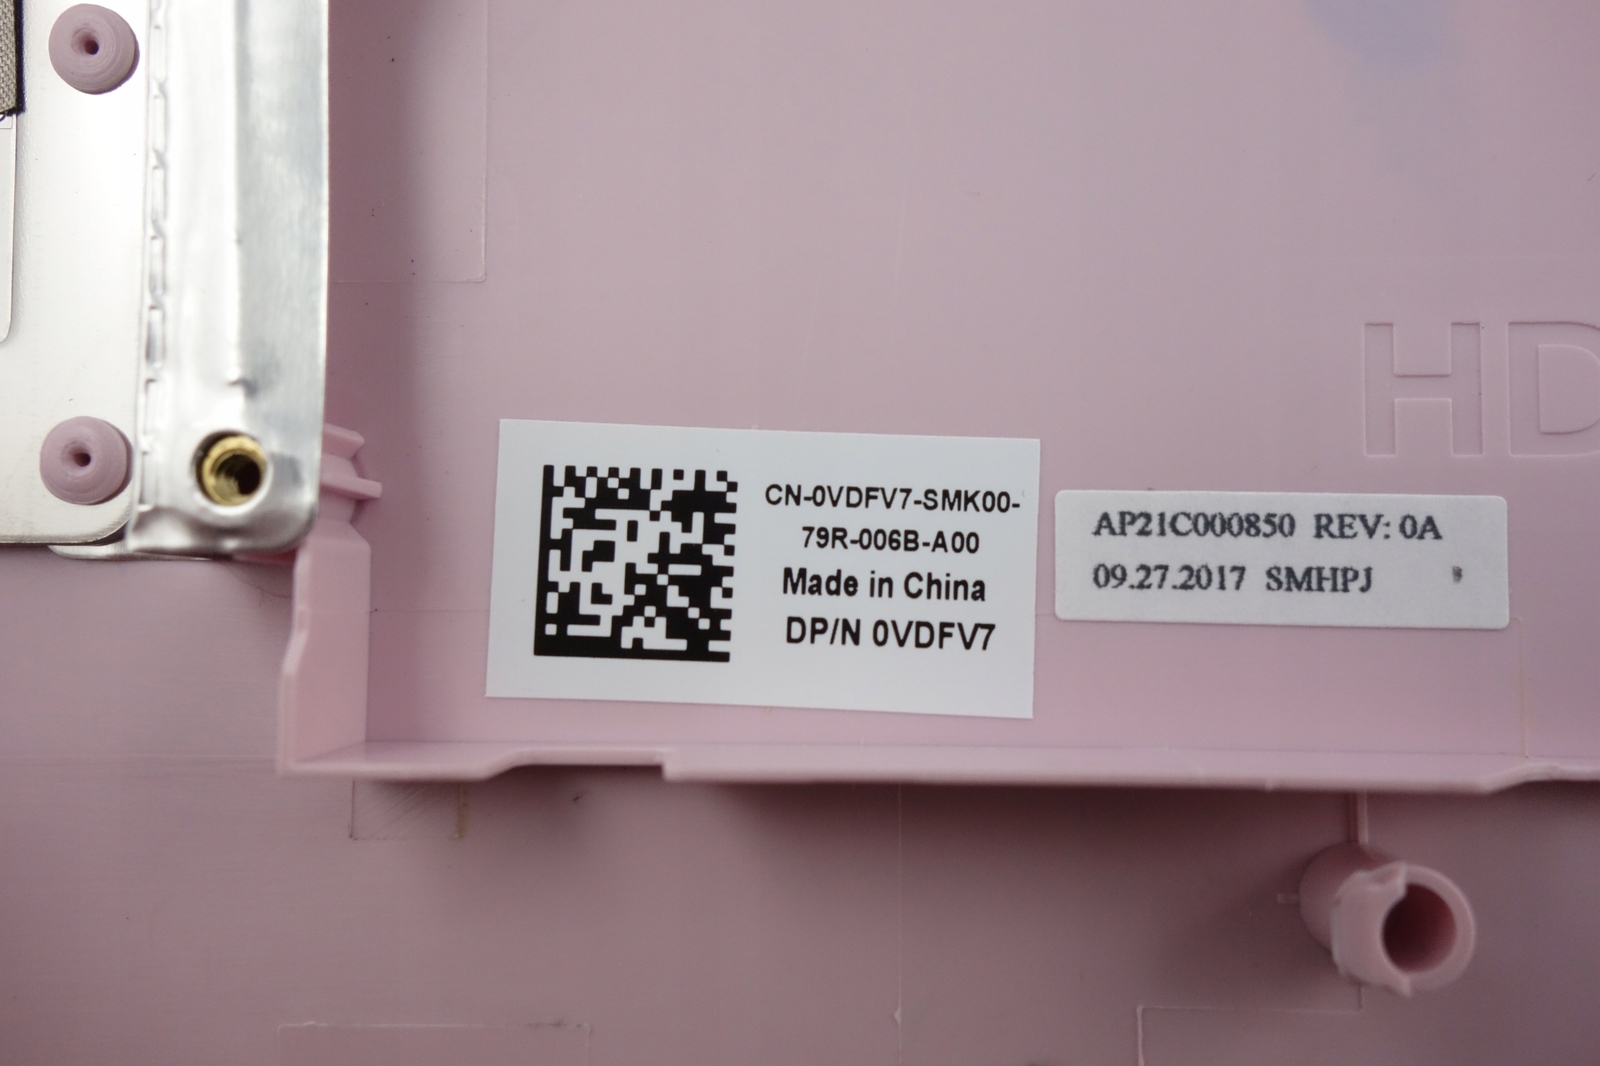 HD
CN-0VDFV7-SMK00-
79R-006B-A00
Made in China
DP/N 0VDFV7
AP21C000850 REV: 0A
09.27.2017 SMHPJ